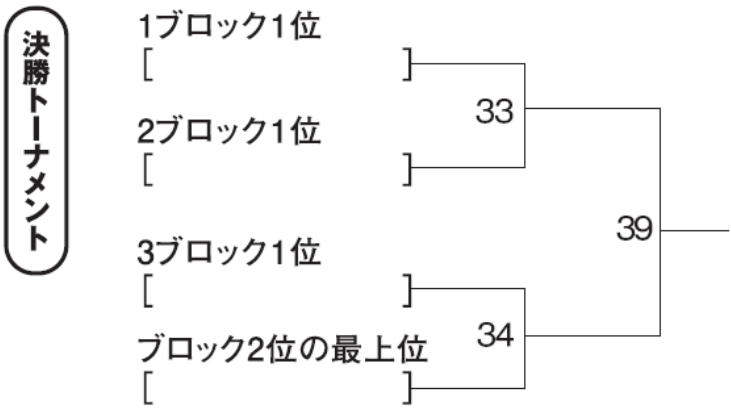 決勝トーナメント
1ブロック1位
[ ]
33
2ブロック1位
[ ]
39
3ブロック1位
[ ]
34
ブロック2位の最上位
[ ]